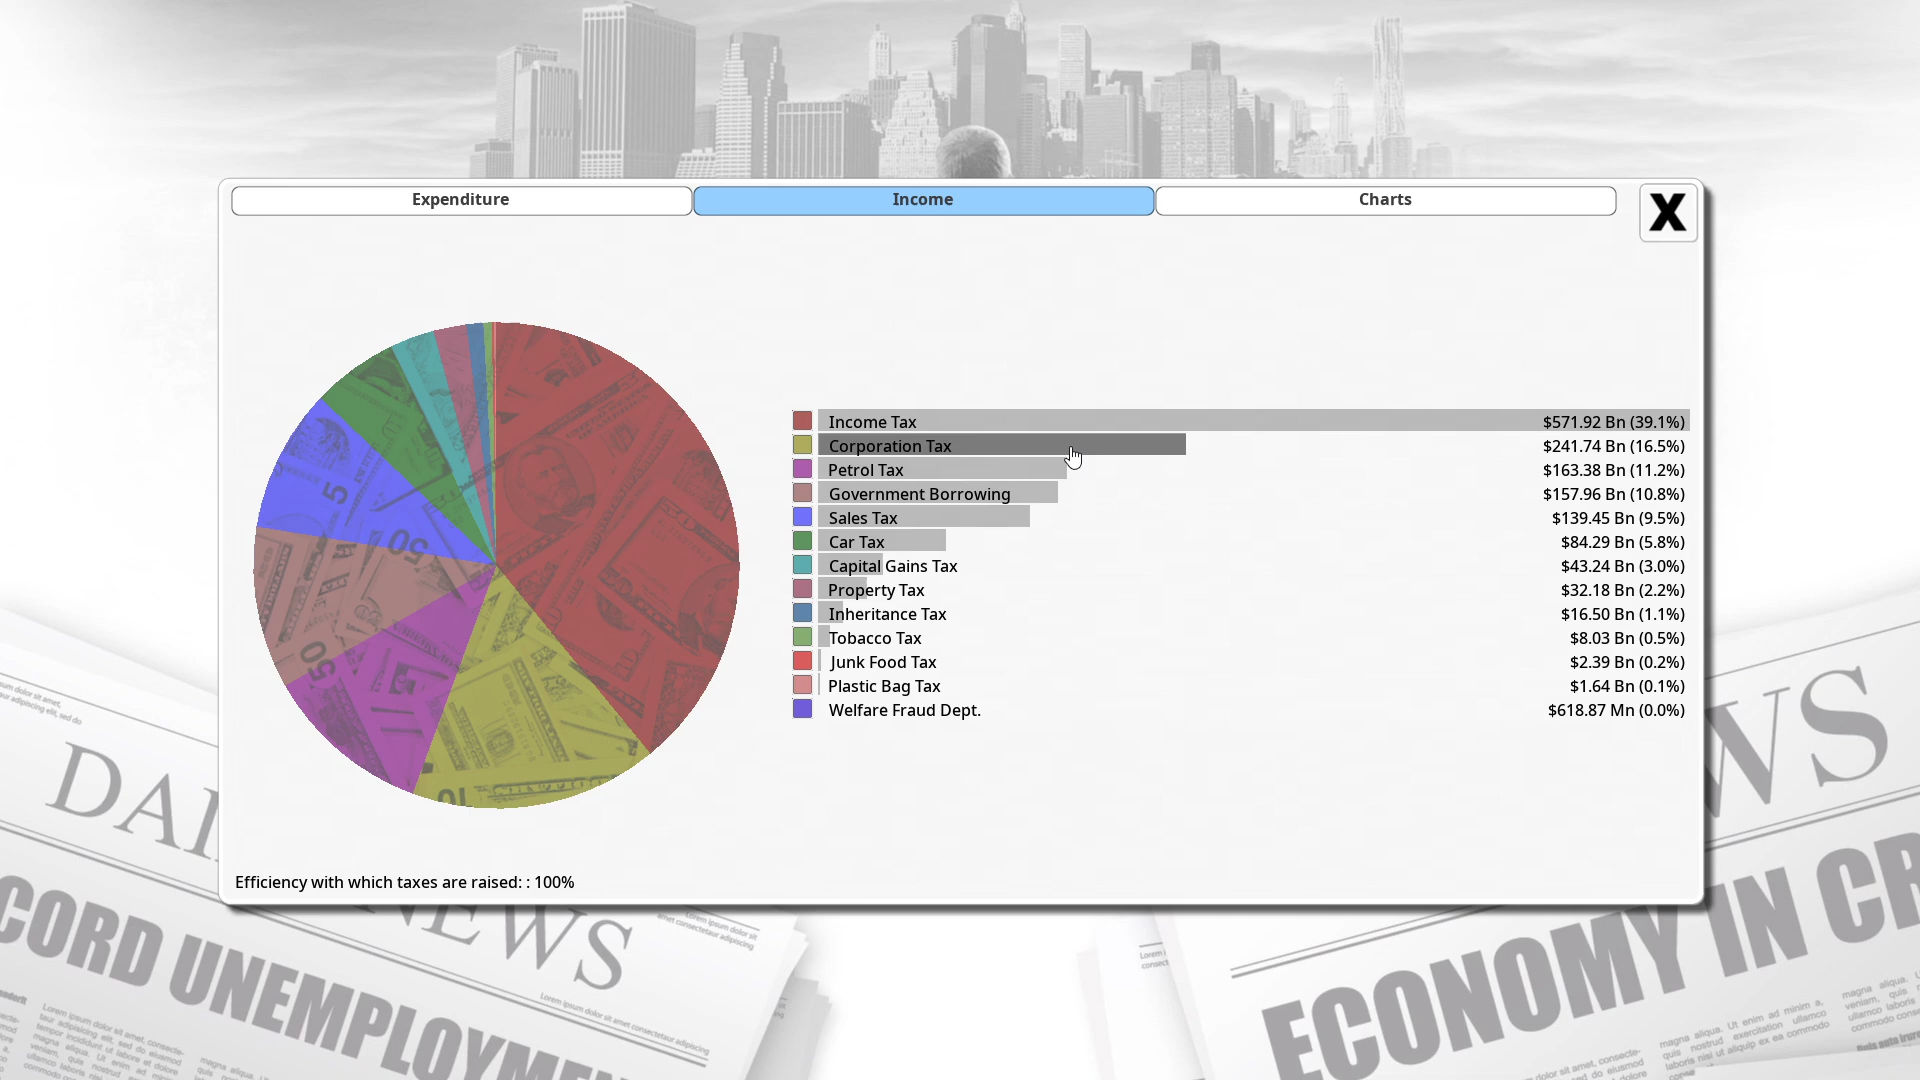 Expenditure
Income
Charts
X
Income Tax $571.92 Bn (39.1%)
Corporation Tax $241.74 Bn (16.5%)
Petrol Tax $163.38 Bn (11.2%)
Government Borrowing $157.96 Bn (10.8%)
Sales Tax $139.45 Bn (9.5%)
Car Tax $84.29 Bn (5.8%)
Capital Gains Tax $43.24 Bn (3.0%)
Property Tax $32.18 Bn (2.2%)
Inheritance Tax $16.50 Bn (1.1%)
Tobacco Tax $8.03 Bn (0.5%)
Junk Food Tax $2.39 Bn (0.2%)
Plastic Bag Tax $1.64 Bn (0.1%)
Welfare Fraud Dept. $618.87 Mn (0.0%)
Efficiency with which taxes are raised: : 100%
DAI
NEWS
WS
CORD UNEMPLOYME
ECONOMY IN CR